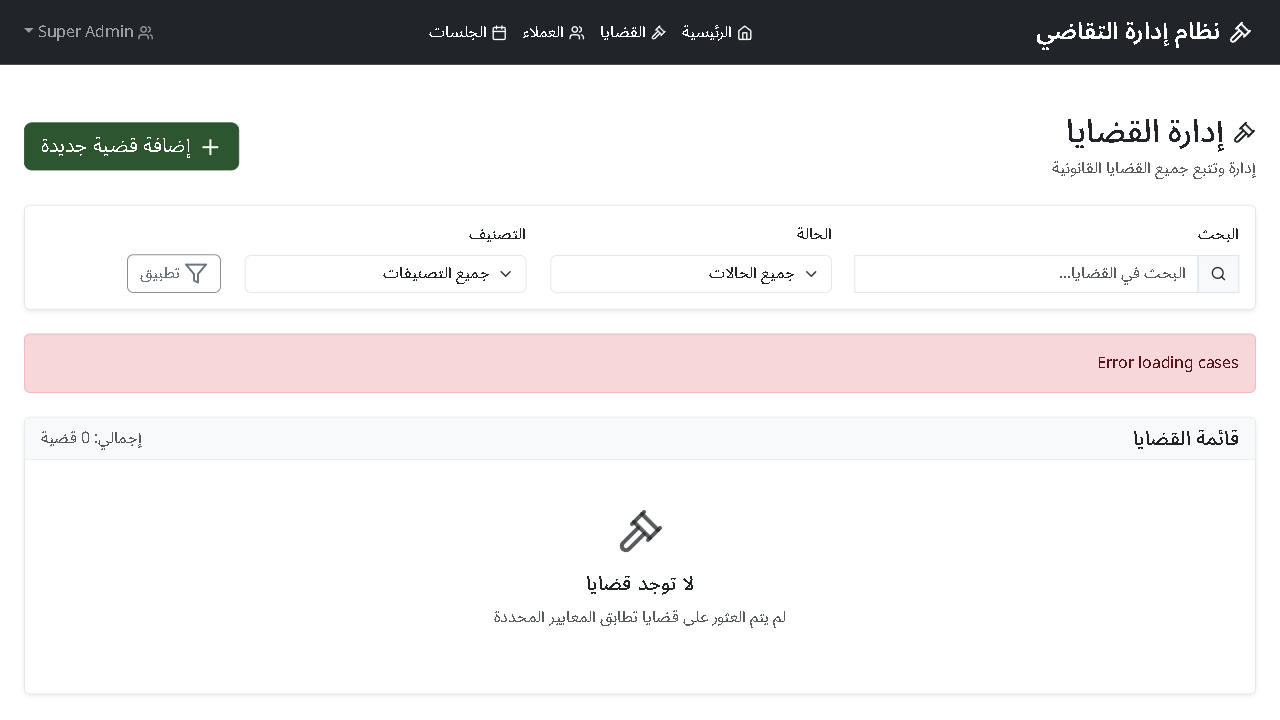 نظام إدارة التقاضي
الرئيسية
القضايا
العملاء
الجلسات
Super Admin
إدارة القضايا
إدارة وتتبع جميع القضايا القانونية
إضافة قضية جديدة
البحث
البحث في القضايا...
الحالة
جميع الحالات
التصنيف
جميع التصنيفات
تطبيق
Error loading cases
قائمة القضايا
إجمالي: 0 قضية
لا توجد قضايا
لم يتم العثور على قضايا تطابق المعايير المحددة